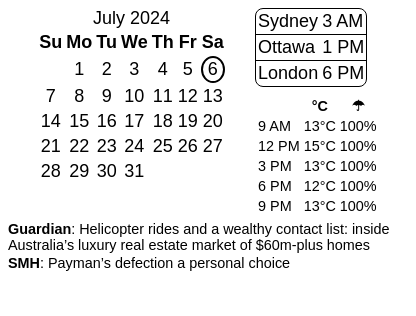 July 2024
Su Mo Tu We Th Fr Sa
1 2 3 4 5 6
7 8 9 10 11 12 13
14 15 16 17 18 19 20
21 22 23 24 25 26 27
28 29 30 31
Sydney 3 AM
Ottawa 1 PM
London 6 PM
°C ☂
9 AM 13°C 100%
12 PM 15°C 100%
3 PM 13°C 100%
6 PM 12°C 100%
9 PM 13°C 100%
Guardian: Helicopter rides and a wealthy contact list: inside
Australia’s luxury real estate market of $60m-plus homes
SMH: Payman’s defection a personal choice